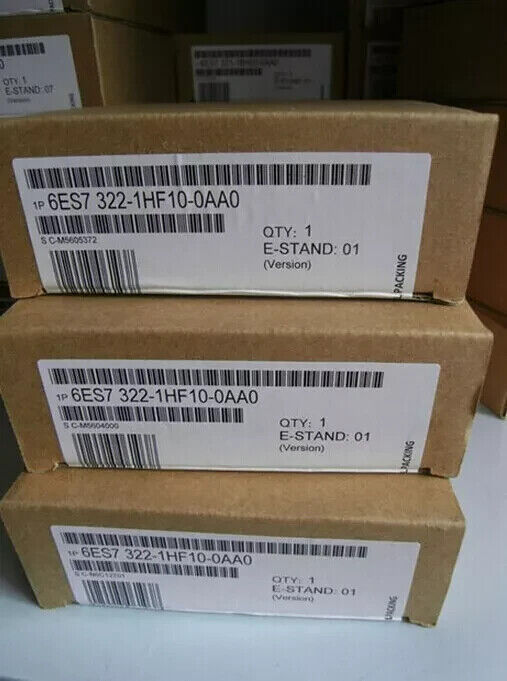 QTY: 1
E-STAND: 07
(Version)
1P 6ES7 322-1HF10-0AA0
S C-M5605372
QTY: 1
E-STAND: 01
(Version)
PACKING
1P 6ES7 322-1HF10-0AA0
S C-M5604000
QTY: 1
E-STAND: 01
(Version)
PACKING
1P 6ES7 322-1HF10-0AA0
QTY: 1
E-STAND: 01
(Version)
PACKING